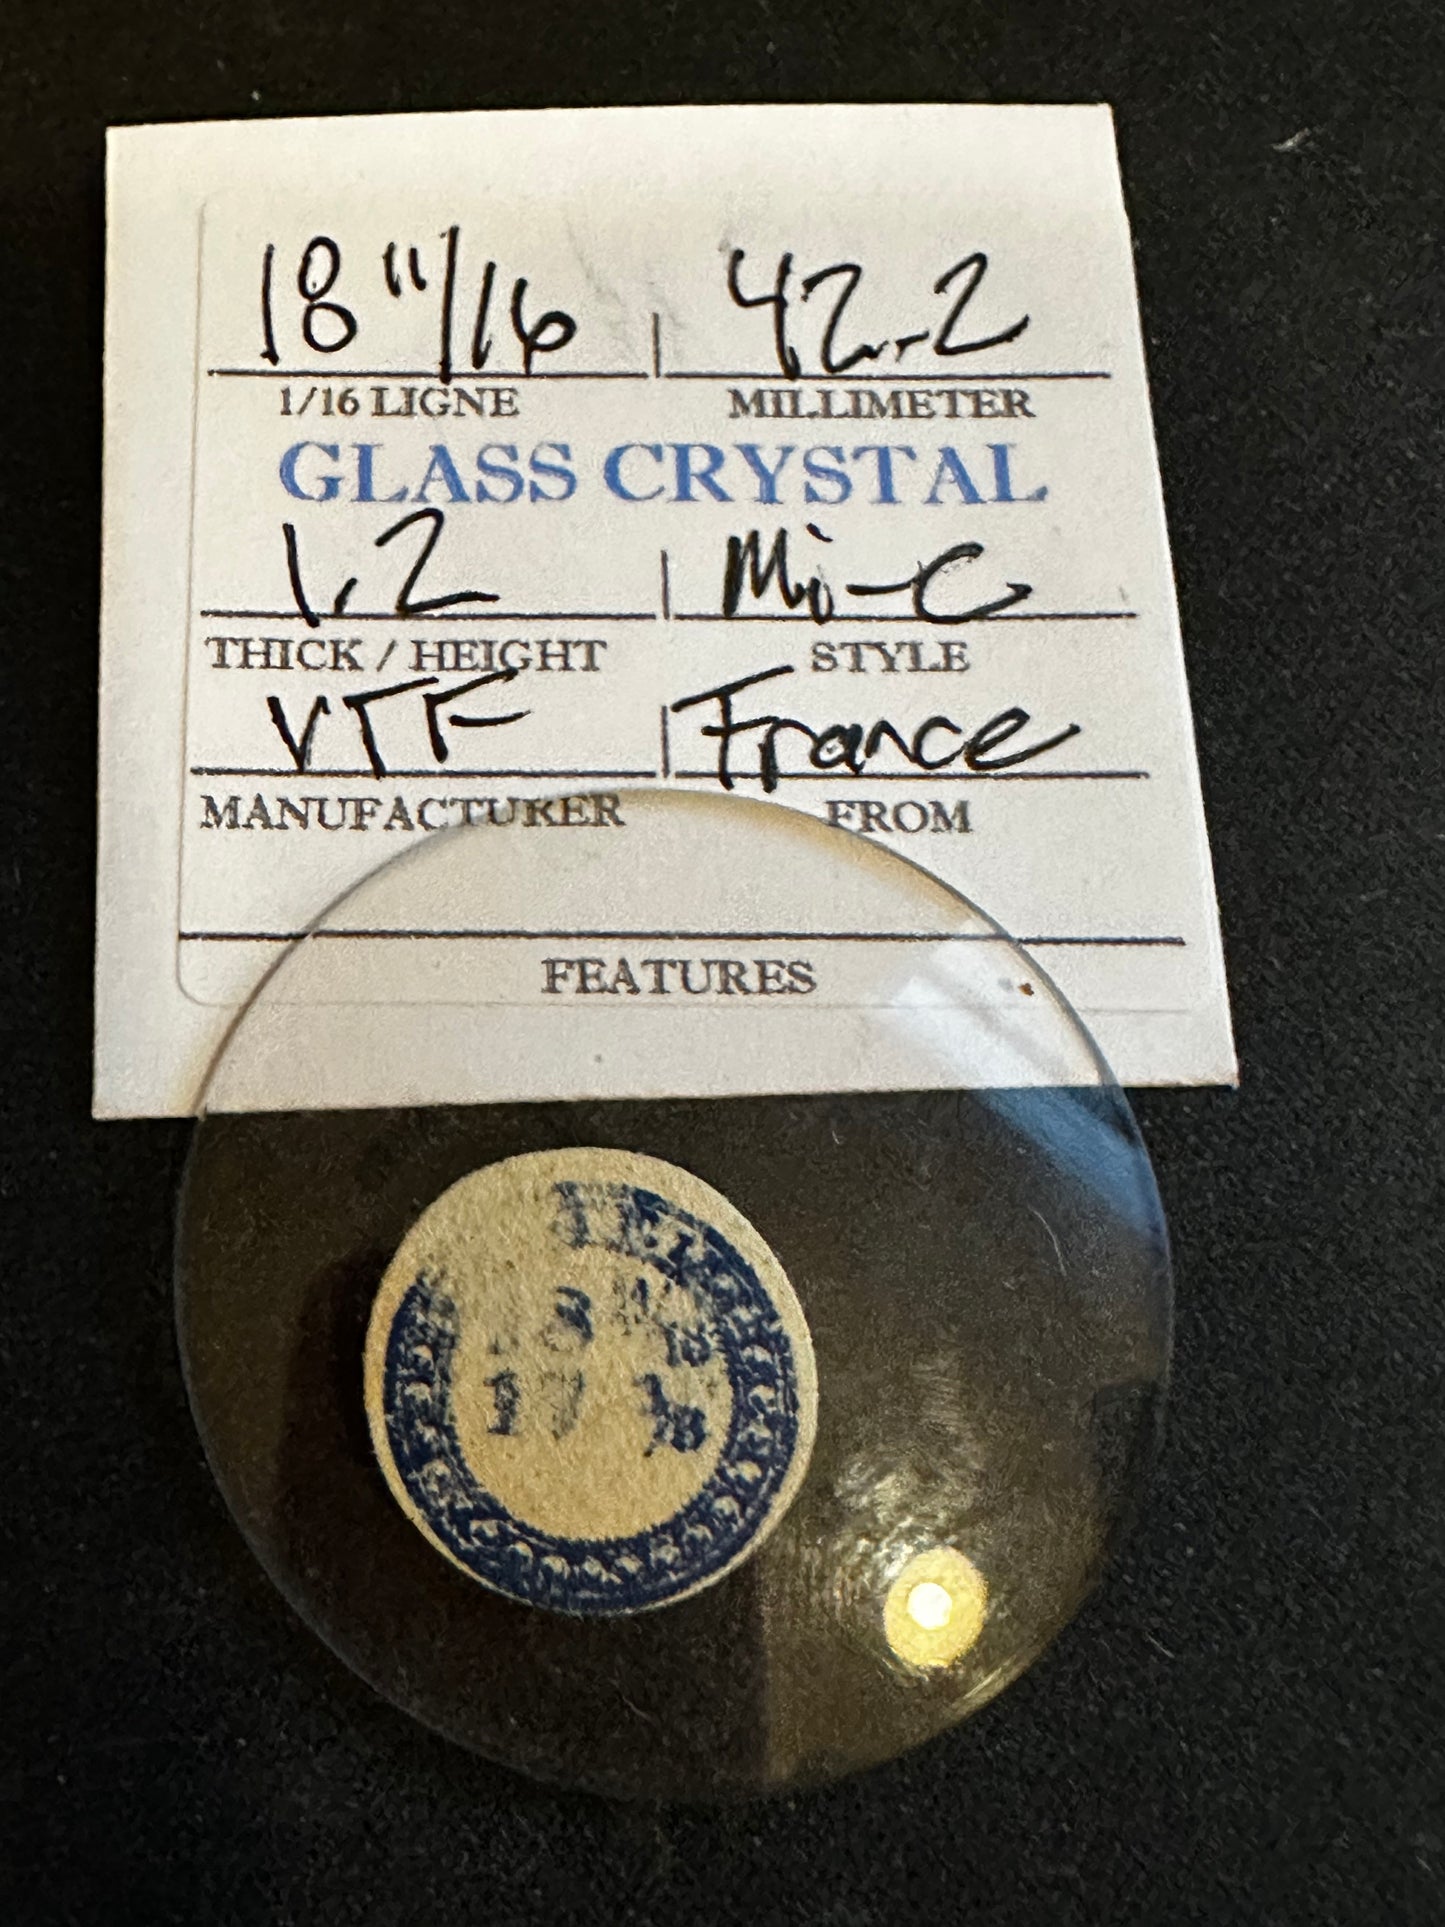 18"/16 42.2
1/16 LIGNE MILLIMETER
GLASS CRYSTAL
1.2 Mi-C
THICK / HEIGHT STYLE
VTF France
MANUFACTURER FROM
FEATURES